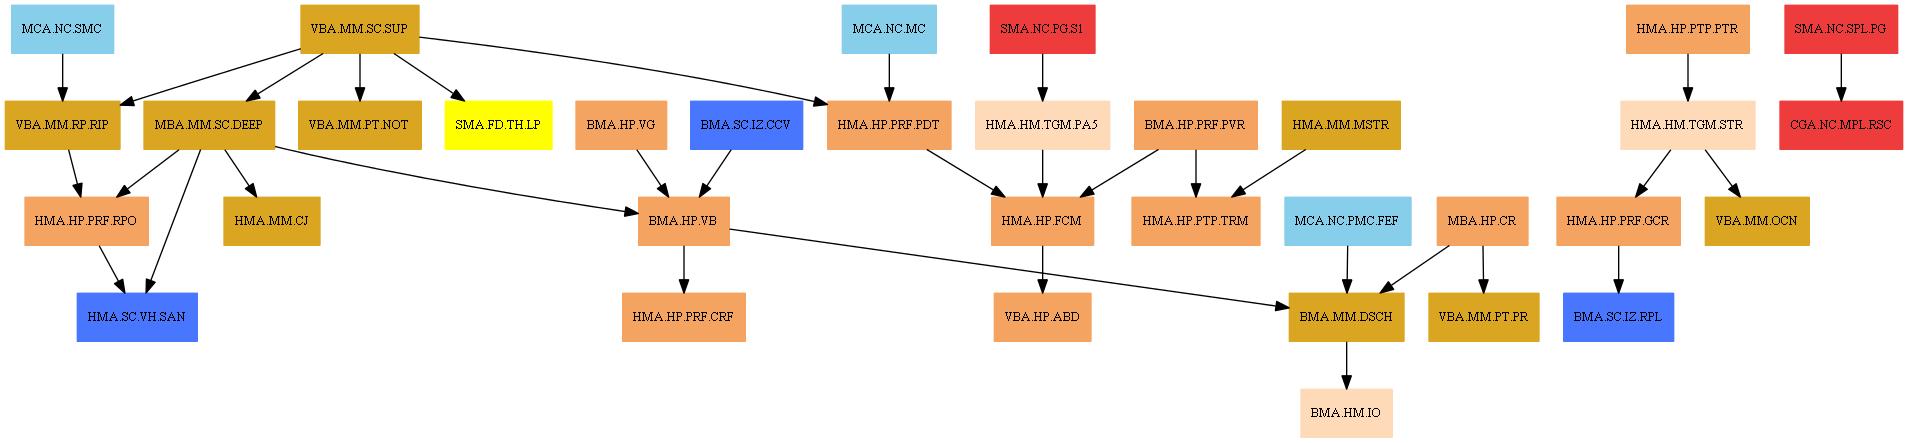 MCA.NC.SMC
VBA.MM.SC.SUP
MCA.NC.MC
SMA.NC.PG.S1
HMA.HP.PTP.PTR
SMA.NC.SPL.PG
VBA.MM.RP.RIP
MBA.MM.SC.DEEP
VBA.MM.PT.NOT
SMA.FD.TH.LP
BMA.HP.VG
BMA.SC.IZ.CCV
HMA.HP.PRF.PDT
HMA.HM.TGM.PA5
BMA.HP.PRF.PVR
HMA.MM.MSTR
HMA.HM.TGM.STR
CGA.NC.MPL.RSC
HMA.HP.PRF.RPO
HMA.MM.CJ
BMA.HP.VB
HMA.HP.FCM
HMA.HP.PTP.TRM
MCA.NC.PMC.FEF
MBA.HP.CR
HMA.HP.PRF.GCR
VBA.MM.OCN
HMA.SC.VH.SAN
HMA.HP.PRF.CRF
VBA.HP.ABD
BMA.MM.DSCH
VBA.MM.PT.PR
BMA.SC.IZ.RPL
BMA.HM.IO